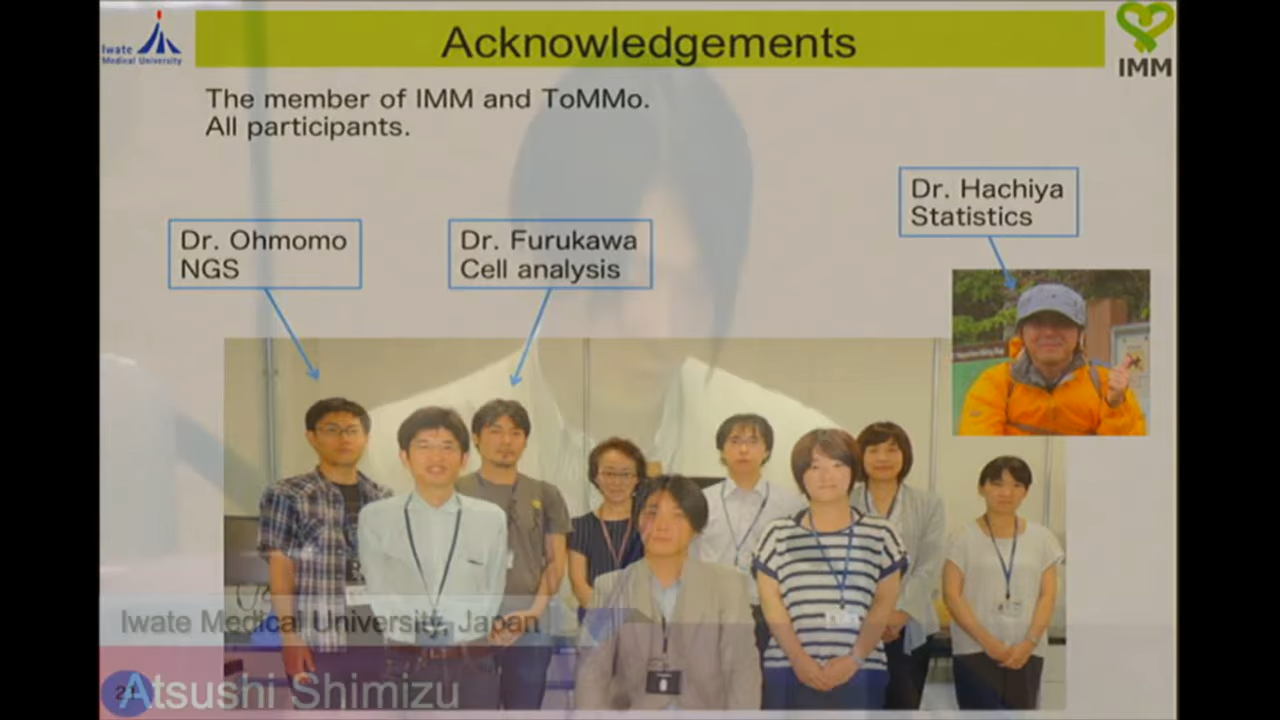 Iwate
Medical University
Acknowledgements
IMM
The member of IMM and ToMMo.
All participants.
Dr. Hachiya
Statistics
Dr. Ohmomo
NGS
Dr. Furukawa
Cell analysis
Iwate Medical University, Japan
Atsushi Shimizu